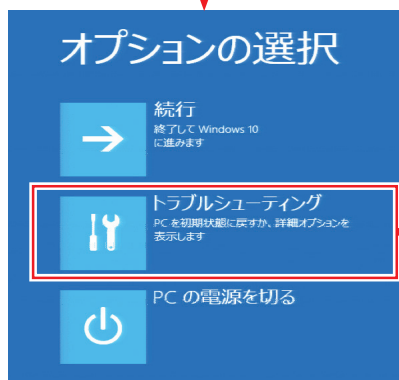 オプションの選択
続行
終了して Windows 10
に進みます
トラブルシューティング
PC を初期状態に戻すか、詳細オプションを
表示します
PC の電源を切る